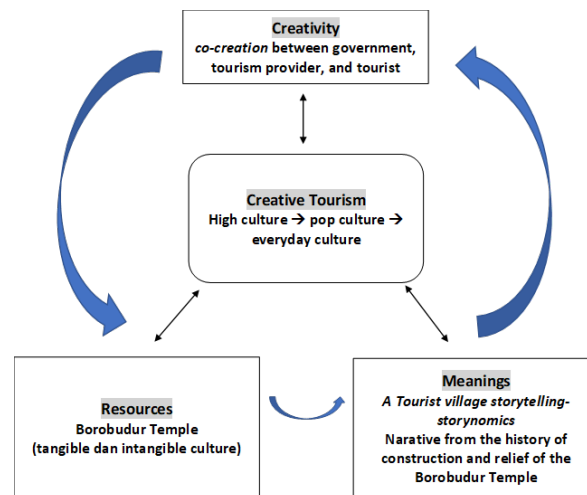 Creativity
co-creation between government,
tourism provider, and tourist
Creative Tourism
High culture → pop culture →
everyday culture
Resources
Borobudur Temple
(tangible dan intangible culture)
Meanings
A Tourist village storytelling-
storynomics
Narative from the history of
construction and relief of the
Borobudur Temple